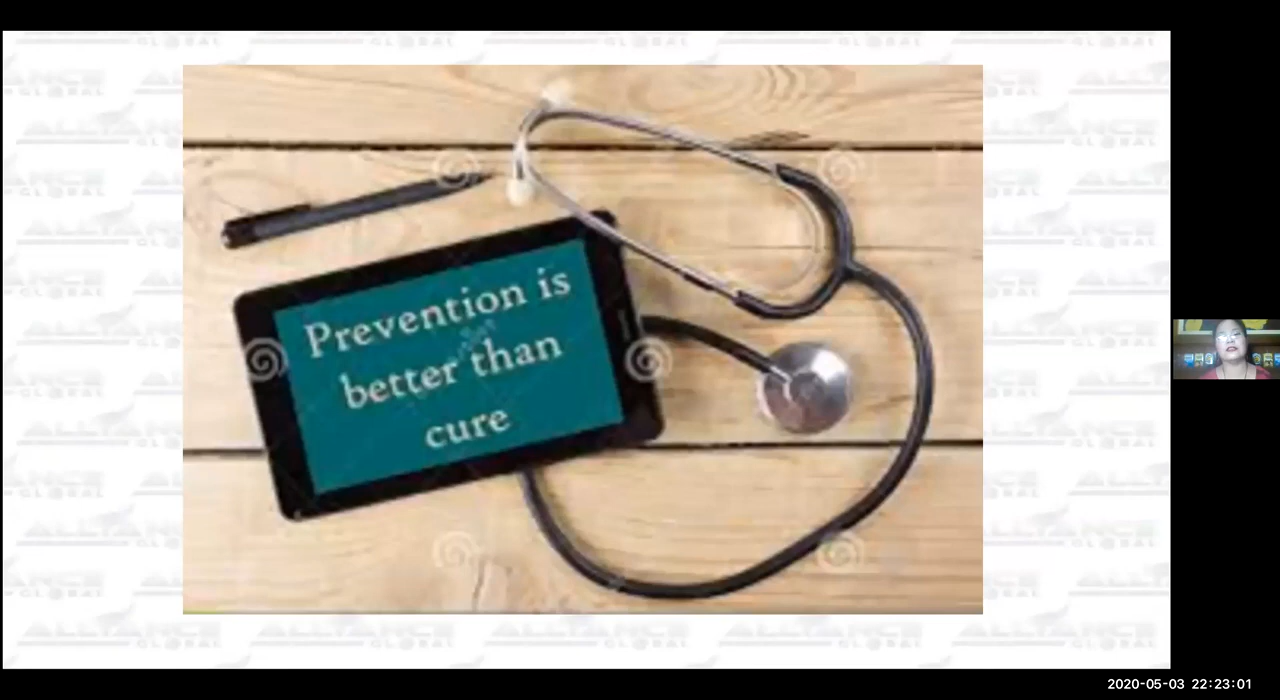 Prevention is
better than
cure
ALLIANCE
GLOBAL
2020-05-03 22:23:01